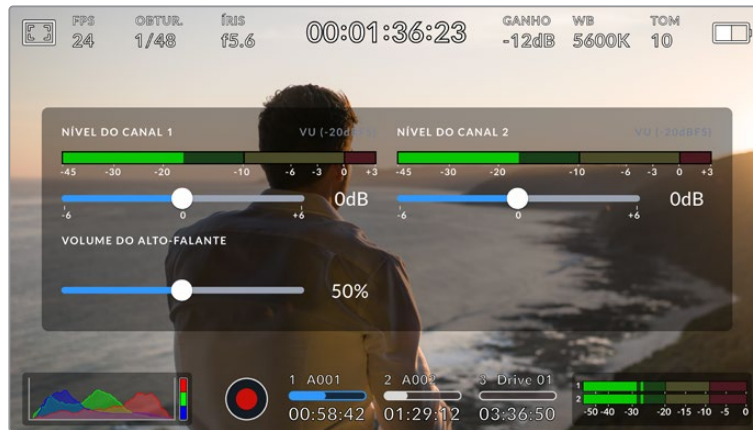 FPS OBTUR. ÍRIS 00:01:36:23 GANHO WB TOM
24 1/48 f5.6 -12dB 5600K 10
NÍVEL DO CANAL 1 VU (-20dBFS) NÍVEL DO CANAL 2 VU (-20dBFS)
-45 -30 -20 -10 -6 -3 0 +3 -45 -30 -20 -10 -6 -3 0 +3
0dB 0dB
-6 0 +6 -6 0 +6
VOLUME DO ALTO-FALANTE
50%
1 A001 2 A002 3 Drive 01
00:58:42 01:29:12 03:36:50
1
2
-50 -40 -30 -20 -15 -10 -5 0